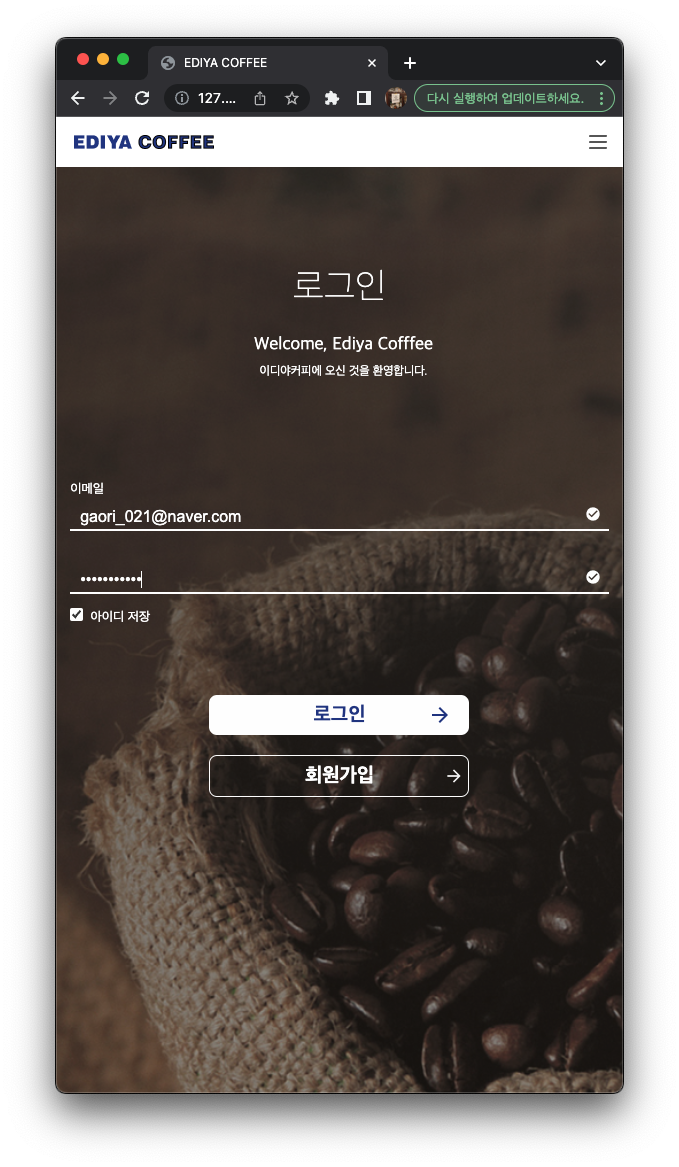 EDIYA COFFEE
127....
다시 실행하여 업데이트하세요.
EDIYA COFFEE
로그인
Welcome, Ediya Cofffee
이디야커피에 오신 것을 환영합니다.
이메일
gaori_021@naver.com
•••••••••••
아이디 저장
로그인
회원가입